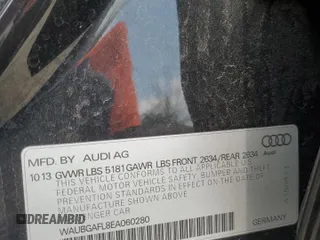 MFD. BY AUDI AG
Audi
10 13 GVWR LBS 5181 GAWR LBS FRONT 2634/REAR 2634
THIS VEHICLE CONFORMS TO ALL APPLICABLE
FEDERAL MOTOR VEHICLE SAFETY, BUMPER AND THEFT
PREVENTION STANDARDS IN EFFECT ON THE DATE OF
MANUFACTURE SHOWN ABOVE
PASSENGER CAR
WAUBGAFL8EA060280
GERMANY
DREAMBID